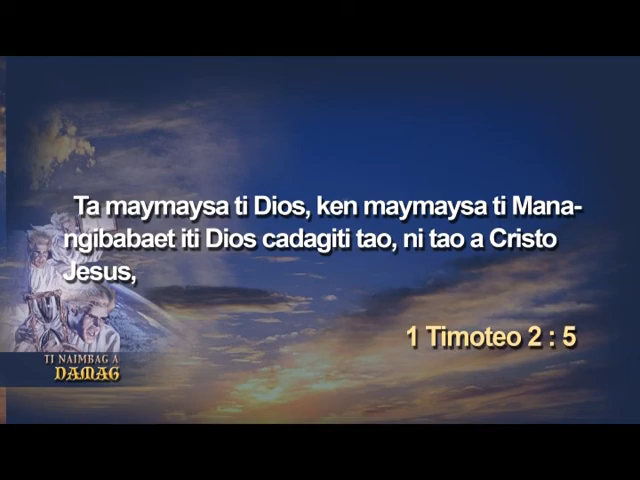 Ta maymaysa ti Dios, ken maymaysa ti Mana-
ngibabaet iti Dios cadagiti tao, ni tao a Cristo
Jesus,
1 Timoteo 2 : 5
TI NAIMBAG A
DAMAG